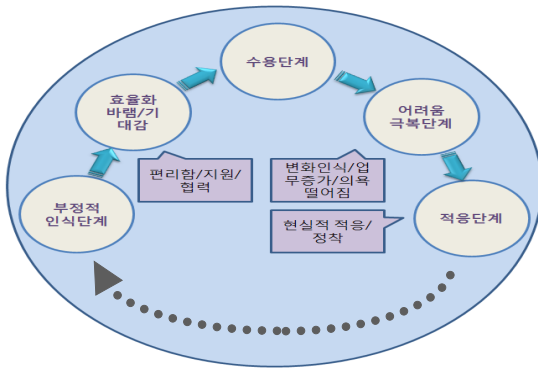 수용단계
효율화
바램/기
대감
어려움
극복단계
편리함/지원/
협력
변화인식/업
무증가/의욕
떨어짐
부정적
인식단계
현실적 적응/
정착
적응단계